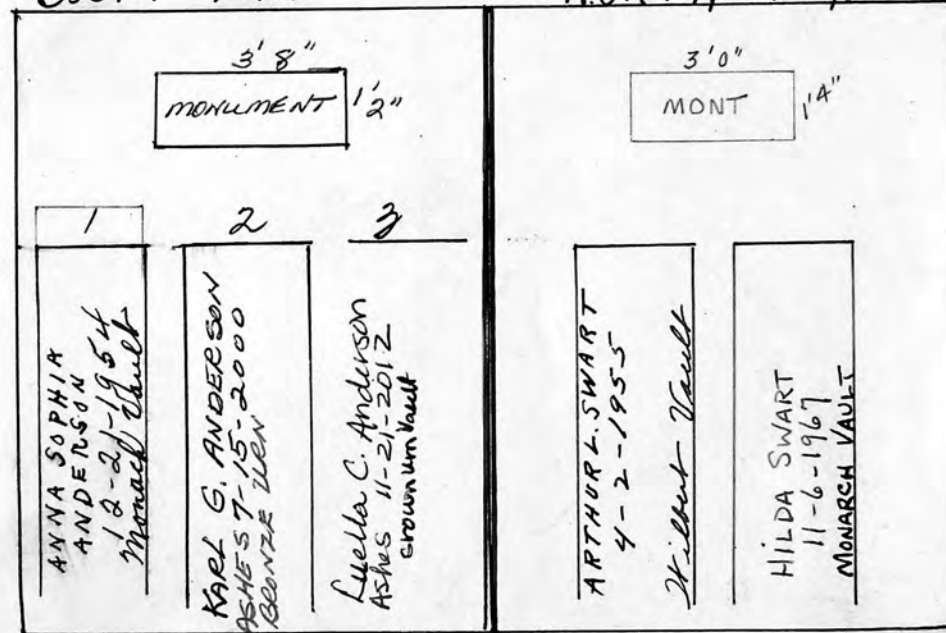 3'8"
MONUMENT
1'2"
1
2
3
ANNA SOPHIA
ANDERSON
12-21-1954
Monach Vault
KARL G. ANDERSON
ASHES 7-15-2000
BRONZE URN
Luella C. Anderson
Ashes 11-21-2012
crown urn vault
3'0"
MONT
1'4"
ARTHUR L. SWART
4-2-1955
Wilbert Vault
HILDA SWART
11-6-1967
MONARCH VAULT